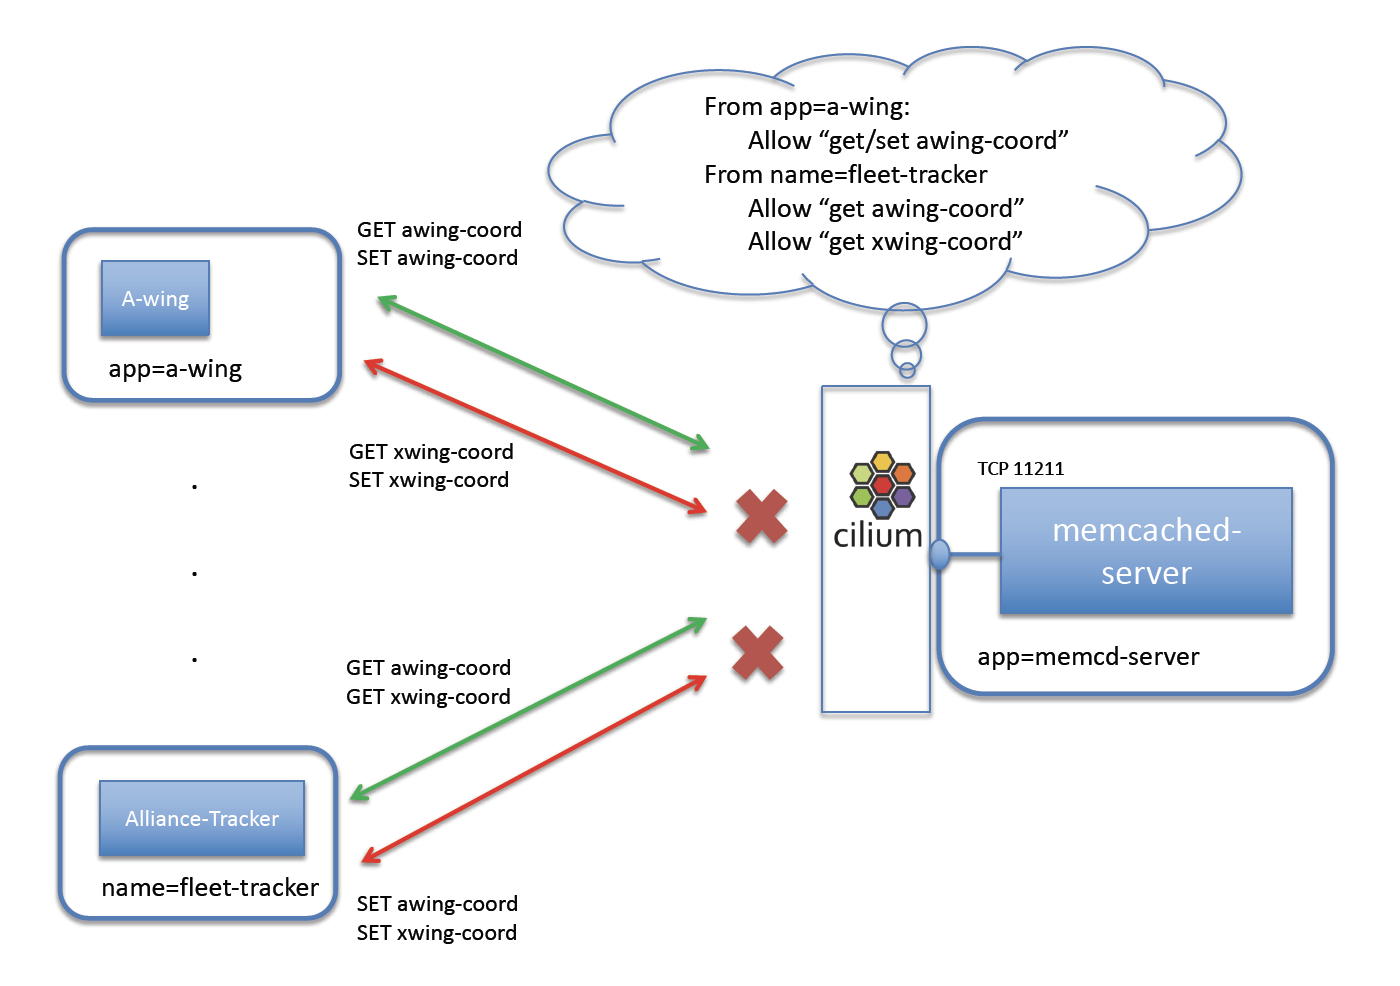 From app=a-wing:
Allow “get/set awing-coord”
From name=fleet-tracker
Allow “get awing-coord”
Allow “get xwing-coord”
GET awing-coord
SET awing-coord
A-wing
app=a-wing
GET xwing-coord
SET xwing-coord
.
.
.
cilium
TCP 11211
memcached-
server
app=memcd-server
GET awing-coord
GET xwing-coord
Alliance-Tracker
name=fleet-tracker
SET awing-coord
SET xwing-coord